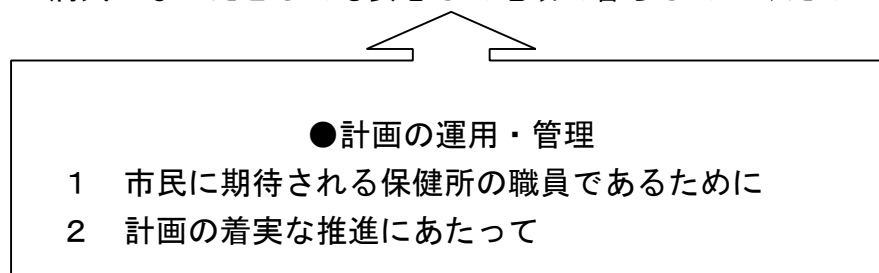 ●計画の運用・管理
1 市民に期待される保健所の職員であるために
2 計画の着実な推進にあたって